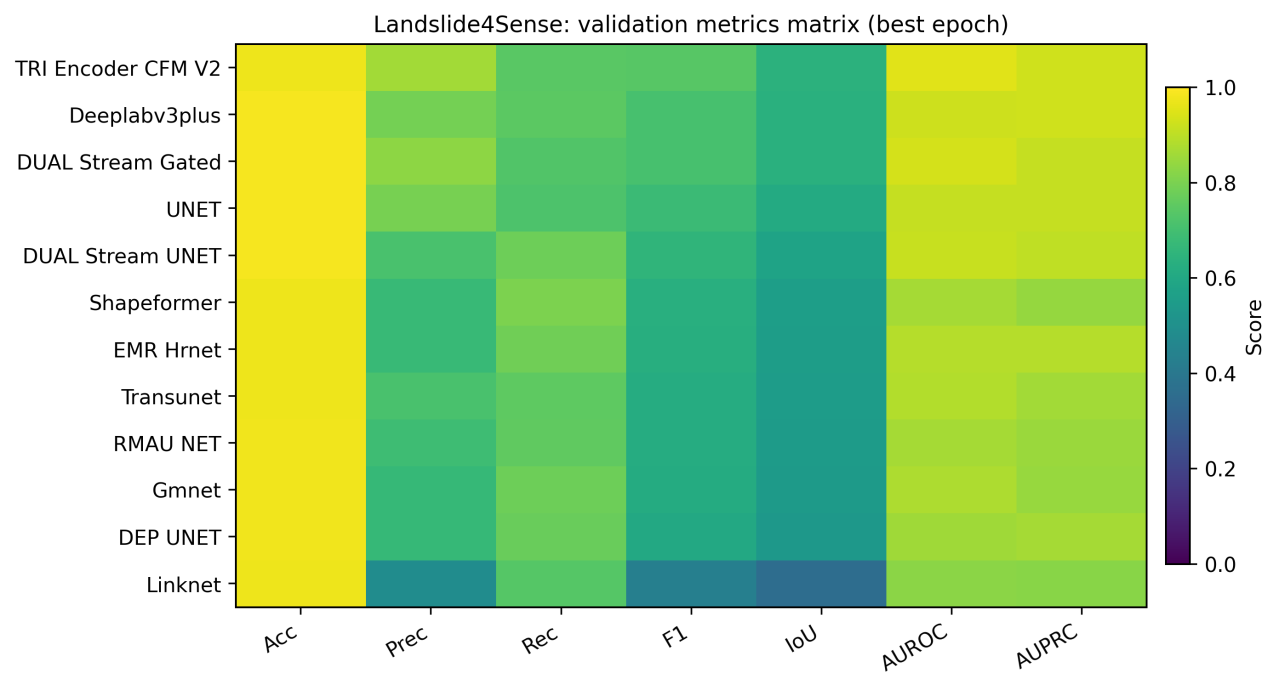 Landslide4Sense: validation metrics matrix (best epoch)
TRI Encoder CFM V2
Deeplabv3plus
DUAL Stream Gated
UNET
DUAL Stream UNET
Shapeformer
EMR Hrnet
Transunet
RMAU NET
Gmnet
DEP UNET
Linknet
Acc
Prec
Rec
F1
IoU
AUROC
AUPRC
1.0
0.8
0.6
0.4
0.2
0.0
Score